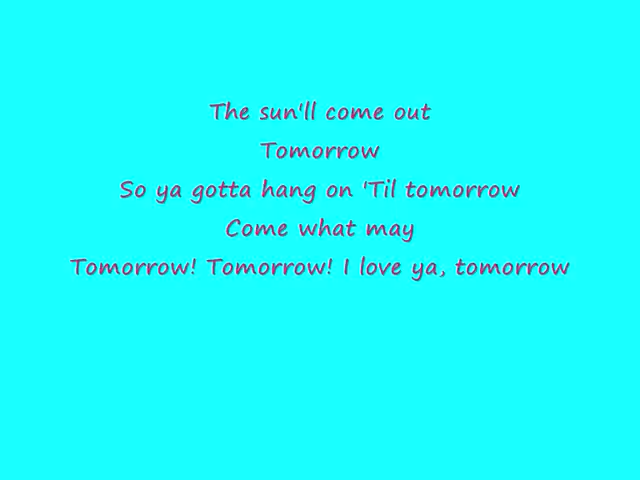 The sun'll come out
Tomorrow
So ya gotta hang on 'Til tomorrow
Come what may
Tomorrow! Tomorrow! I love ya, tomorrow